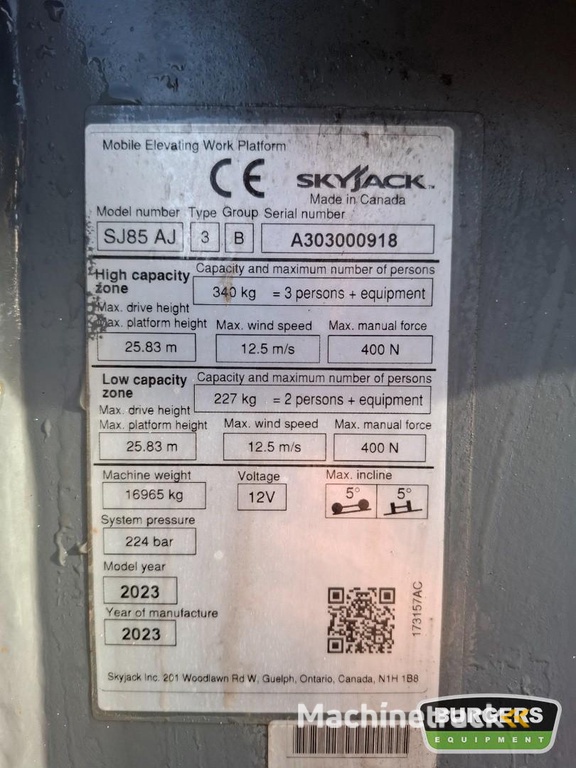 Mobile Elevating Work Platform
CE SKYJACK™
Made in Canada
Model number Type Group Serial number
SJ85 AJ 3 B A303000918
High capacity zone Capacity and maximum number of persons
340 kg = 3 persons + equipment
Max. drive height
Max. platform height Max. wind speed Max. manual force
25.83 m 12.5 m/s 400 N
Low capacity zone Capacity and maximum number of persons
227 kg = 2 persons + equipment
Max. drive height
Max. platform height Max. wind speed Max. manual force
25.83 m 12.5 m/s 400 N
Machine weight Voltage Max. incline
16965 kg 12V 5° 5°
System pressure
224 bar
Model year
2023
Year of manufacture
2023
173157AC
Skyjack Inc. 201 Woodlawn Rd W, Guelph, Ontario, Canada, N1H 1B8
BURGERS
EQUIPMENT